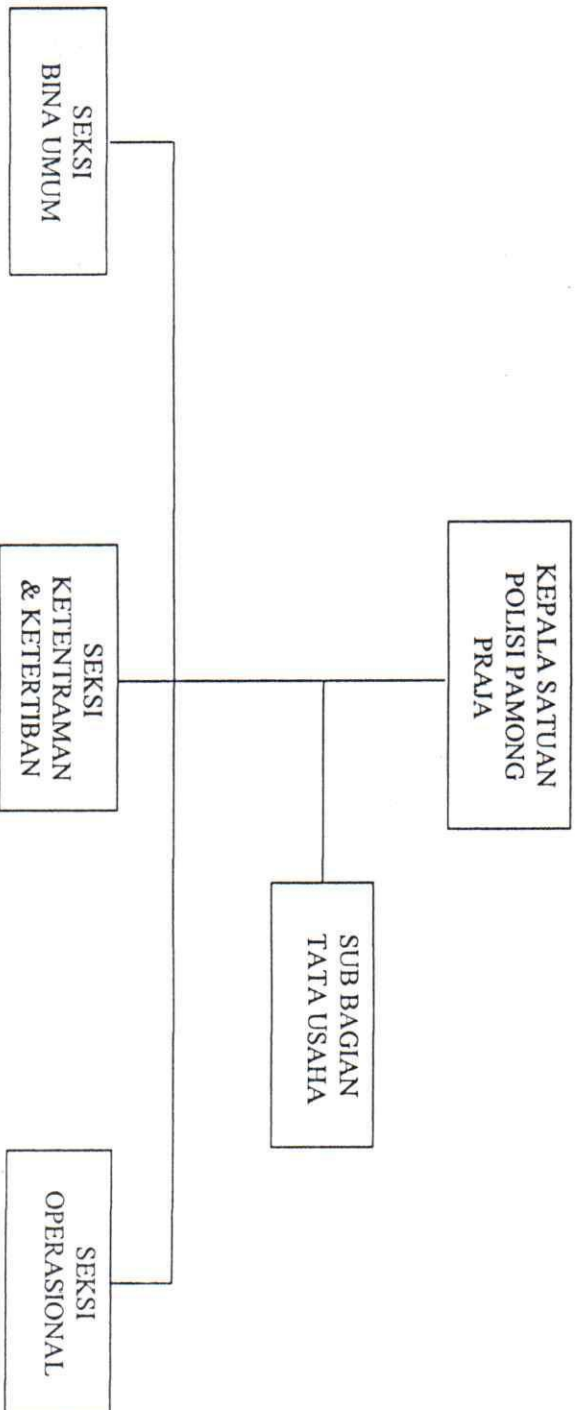 KEPALA SATUAN
POLISI PAMONG
PRAJA
SUB BAGIAN
TATA USAHA
SEKSI
BINA UMUM
SEKSI
KETENTRAMAN
& KETERTIBAN
SEKSI
OPERASIONAL